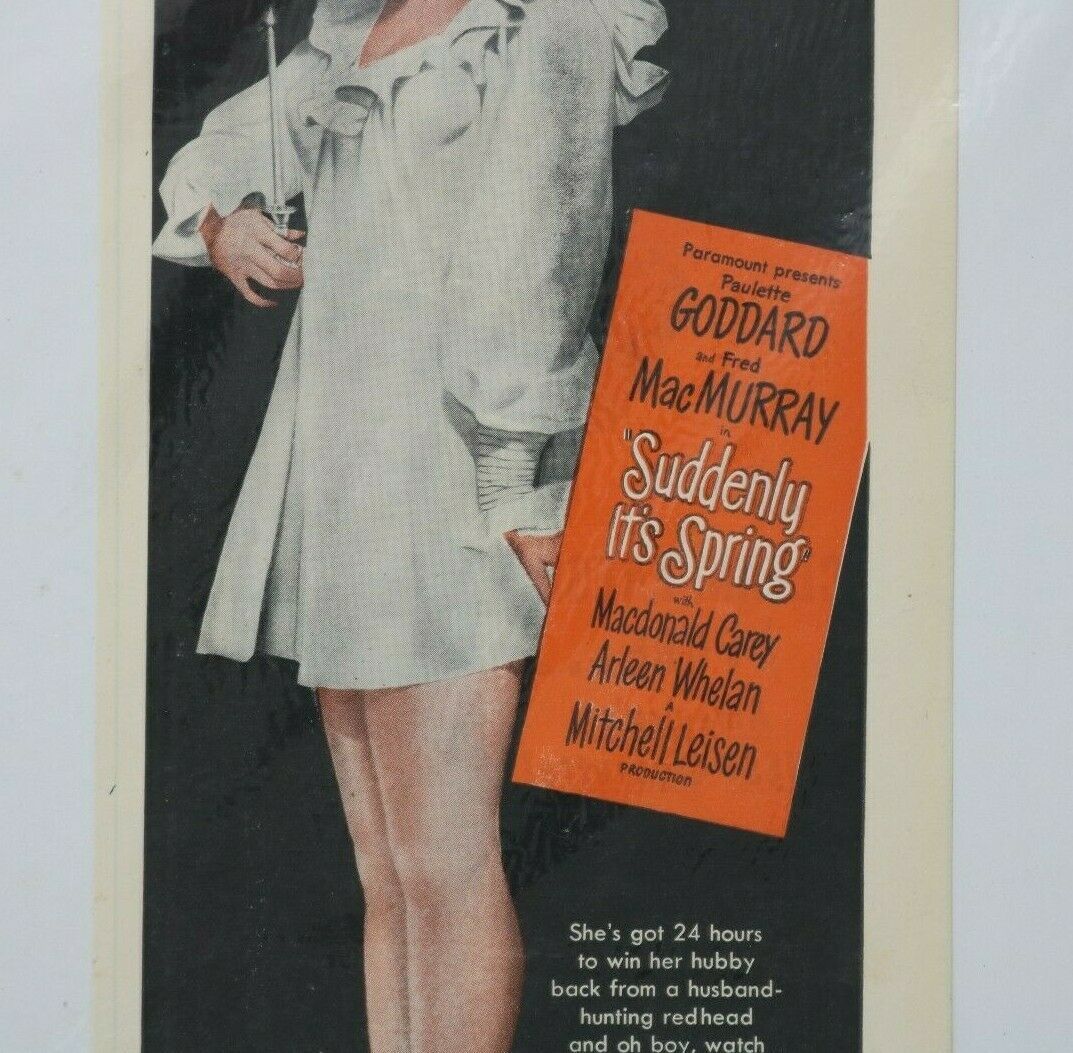 Paramount presents
Paulette
GODDARD
and Fred
MacMURRAY
in
"Suddenly
It's Spring"
with
Macdonald Carey
Arleen Whelan
A
Mitchell Leisen
PRODUCTION
She's got 24 hours
to win her hubby
back from a husband-
hunting redhead
and oh boy, watch